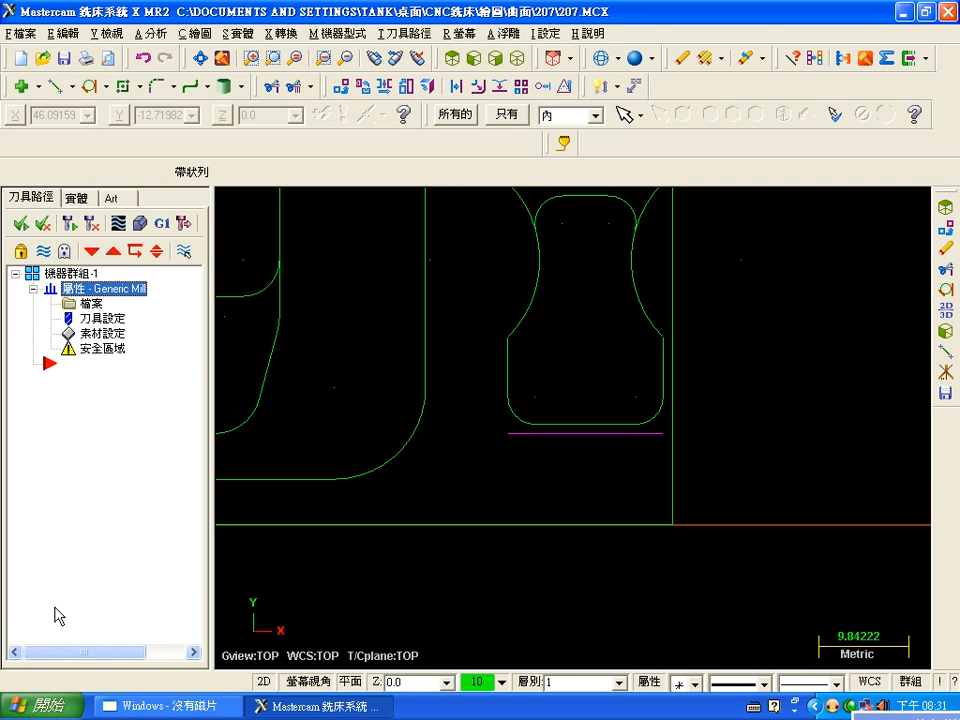 Mastercam 銑床系統 X MR2 C:\DOCUMENTS AND SETTINGS\TANK\桌面\CNC銑床\繪圖\曲面\207\207.MCX
F檔案 E編輯 V檢視 A分析 C繪圖 S實體 X轉換 M機器型式 T刀具路徑 R螢幕 A浮雕 I設定 H說明
X 46.09159 Y -12.71982 Z 0.0 所有的 只有 內
帶狀列
刀具路徑 實體 Art
G1
機器群組-1
屬性 - Generic Mill
檔案
刀具設定
素材設定
安全區域
2D
3D
Y
X
Gview:TOP WCS:TOP T/Cplane:TOP
9.84222
Metric
2D 螢幕視角 平面 Z: 0.0 10 層別: 1 屬性 WCS 群組 ! ?
開始 Windows - 沒有磁片 Mastercam 銑床系統 ... 下午 08:31